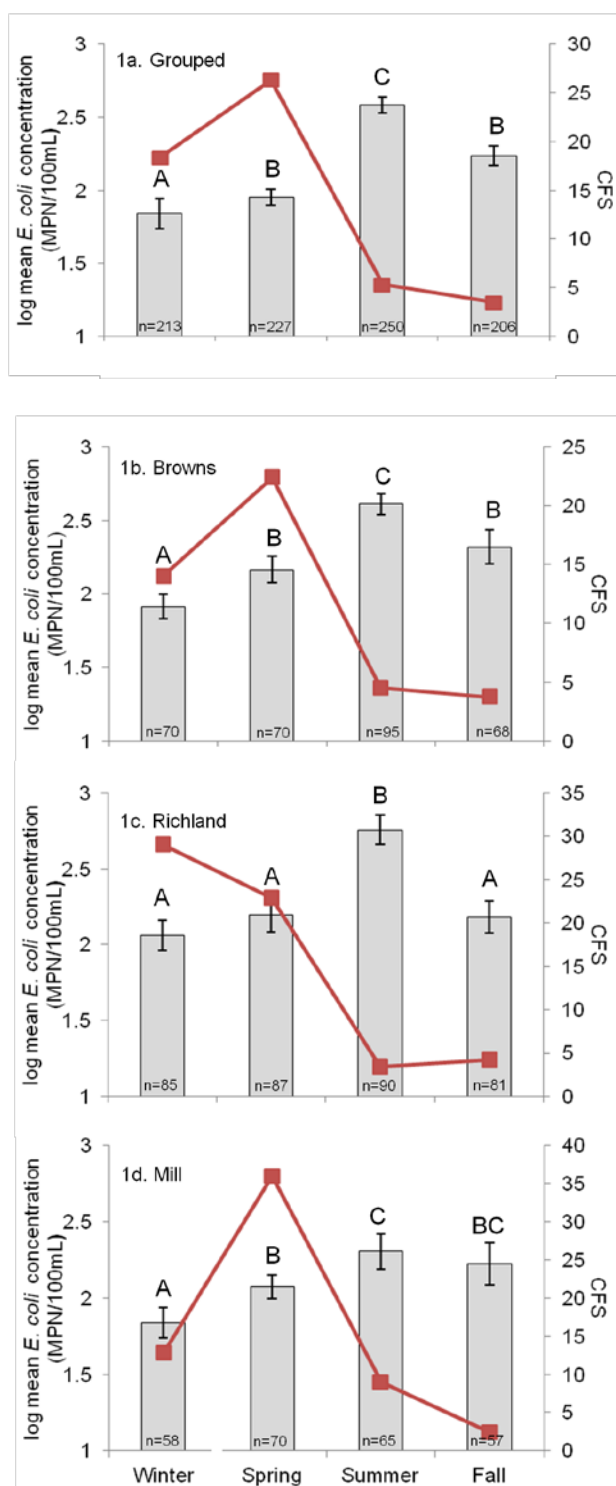 1a. Grouped
log mean E. coli concentration
(MPN/100mL)
3
2.5
2
1.5
1
A
B
C
B
n=213
n=227
n=250
n=206
30
25
20
15
10
5
0
CFS
1b. Browns
log mean E. coli concentration
(MPN/100mL)
3
2.5
2
1.5
1
A
B
C
B
n=70
n=70
n=95
n=68
25
20
15
10
5
0
CFS
1c. Richland
log mean E. coli concentration
(MPN/100mL)
3
2.5
2
1.5
1
A
A
B
A
n=85
n=87
n=90
n=81
35
30
25
20
15
10
5
0
CFS
1d. Mill
log mean E. coli concentration
(MPN/100mL)
3
2.5
2
1.5
1
A
B
C
BC
n=58
n=70
n=65
n=57
40
35
30
25
20
15
10
5
0
CFS
Winter
Spring
Summer
Fall